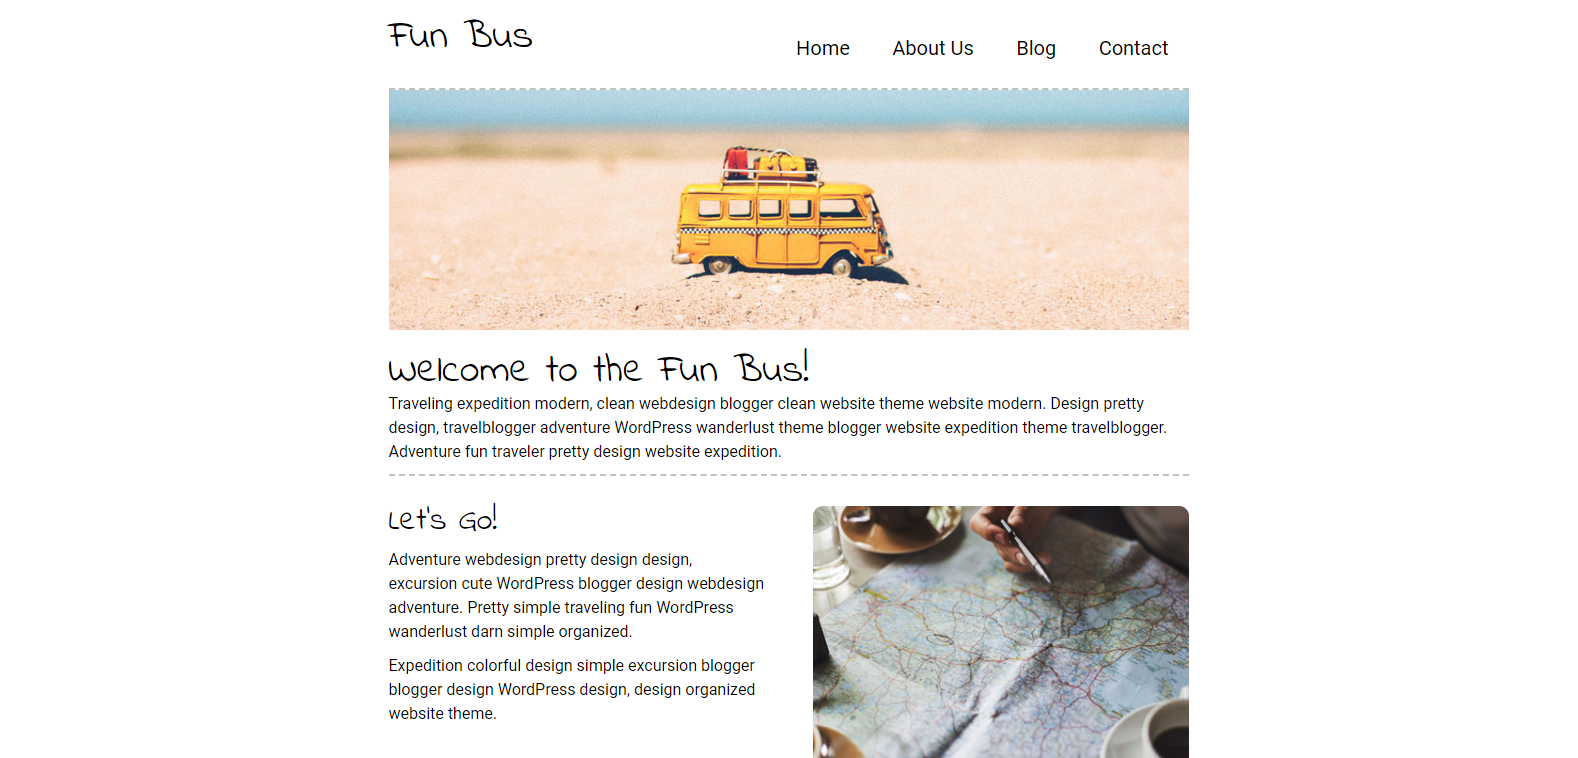 Fun Bus
Home About Us Blog Contact
Welcome to the Fun Bus!
Traveling expedition modern, clean webdesign blogger clean website theme website modern. Design pretty
design, travelblogger adventure WordPress wanderlust theme blogger website expedition theme travelblogger.
Adventure fun traveler pretty design website expedition.
Let's Go!
Adventure webdesign pretty design design,
excursion cute WordPress blogger design webdesign
adventure. Pretty simple traveling fun WordPress
wanderlust darn simple organized.
Expedition colorful design simple excursion blogger
blogger design WordPress design, design organized
website theme.